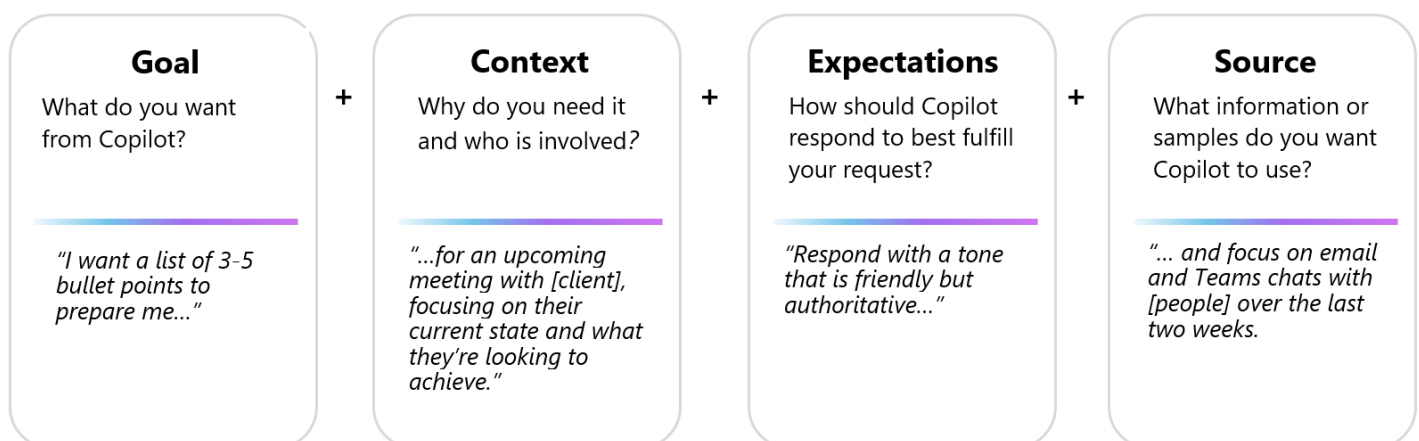 Goal
What do you want
from Copilot?
“I want a list of 3-5
bullet points to
prepare me...”
+
Context
Why do you need it
and who is involved?
“...for an upcoming
meeting with [client],
focusing on their
current state and what
they’re looking to
achieve.”
+
Expectations
How should Copilot
respond to best fulfill
your request?
“Respond with a tone
that is friendly but
authoritative...”
+
Source
What information or
samples do you want
Copilot to use?
“... and focus on email
and Teams chats with
[people] over the last
two weeks.